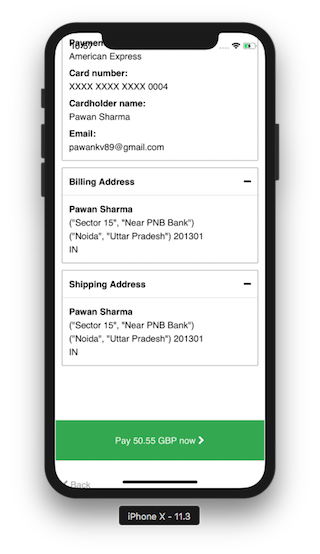 Paymen
American Express
Card number:
XXXX XXXX XXXX 0004
Cardholder name:
Pawan Sharma
Email:
pawankv89@gmail.com
Billing Address
Pawan Sharma
("Sector 15", "Near PNB Bank")
("Noida", "Uttar Pradesh") 201301
IN
Shipping Address
Pawan Sharma
("Sector 15", "Near PNB Bank")
("Noida", "Uttar Pradesh") 201301
IN
Pay 50.55 GBP now
Back
iPhone X - 11.3